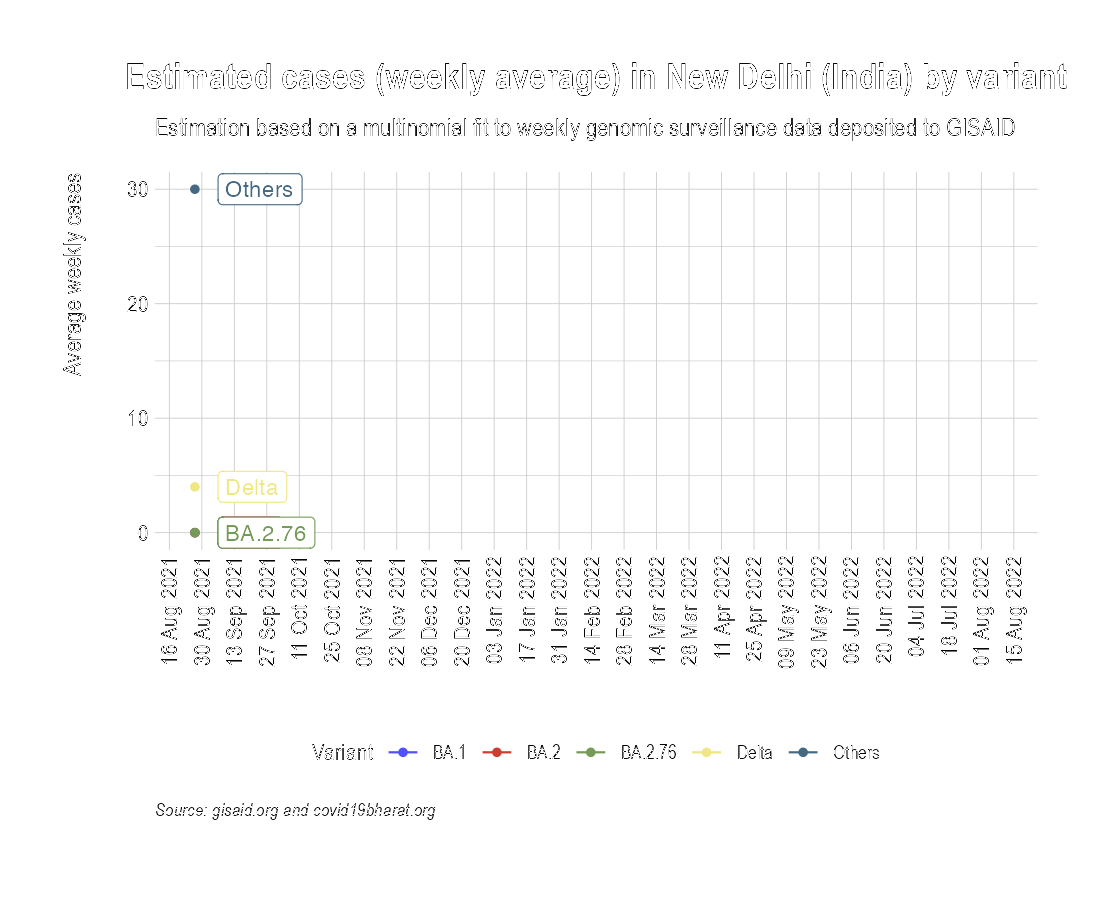 Estimated cases (weekly average) in New Delhi (India) by variant
Estimation based on a multinomial fit to weekly genomic surveillance data deposited to GISAID
Average weekly cases
30
20
10
0
Others
Delta
BA.2.76
16 Aug 2021
30 Aug 2021
13 Sep 2021
27 Sep 2021
11 Oct 2021
25 Oct 2021
08 Nov 2021
22 Nov 2021
06 Dec 2021
20 Dec 2021
03 Jan 2022
17 Jan 2022
31 Jan 2022
14 Feb 2022
28 Feb 2022
14 Mar 2022
28 Mar 2022
11 Apr 2022
25 Apr 2022
09 May 2022
23 May 2022
06 Jun 2022
20 Jun 2022
04 Jul 2022
18 Jul 2022
01 Aug 2022
15 Aug 2022
Variant BA.1 BA.2 BA.2.76 Delta Others
Source: gisaid.org and covid19bharat.org